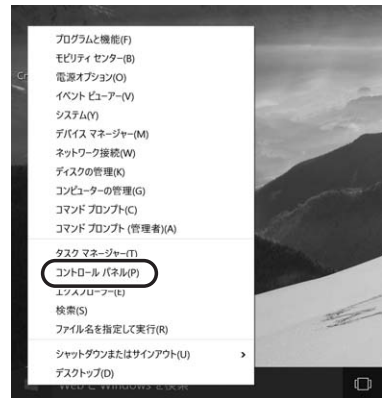 プログラムと機能(F)
モビリティ センター(B)
電源オプション(O)
イベント ビューアー(V)
システム(Y)
デバイス マネージャー(M)
ネットワーク接続(W)
ディスクの管理(K)
コンピューターの管理(G)
コマンド プロンプト(C)
コマンド プロンプト (管理者)(A)
タスク マネージャー(T)
コントロール パネル(P)
エクスプローラー(E)
検索(S)
ファイル名を指定して実行(R)
シャットダウンまたはサインアウト(U)
デスクトップ(D)
Web と Windows を検索